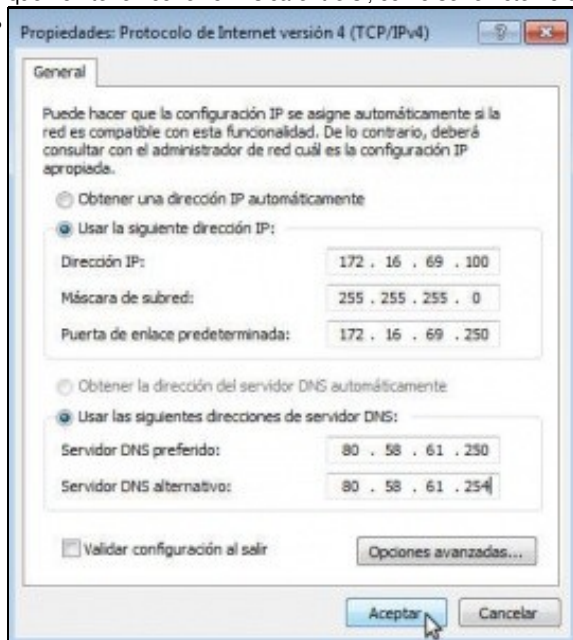 Propiedades: Protocolo de Internet versión 4 (TCP/IPv4)
General
Puede hacer que la configuración IP se asigne automáticamente si la
red es compatible con esta funcionalidad. De lo contrario, deberá
consultar con el administrador de red cuál es la configuración IP
apropiada.
Obtener una dirección IP automáticamente
Usar la siguiente dirección IP:
Dirección IP: 172 . 16 . 69 . 100
Máscara de subred: 255 . 255 . 255 . 0
Puerta de enlace predeterminada: 172 . 16 . 69 . 250
Obtener la dirección del servidor DNS automáticamente
Usar las siguientes direcciones de servidor DNS:
Servidor DNS preferido: 80 . 58 . 61 . 250
Servidor DNS alternativo: 80 . 58 . 61 . 254
Validar configuración al salir Opciones avanzadas...
Aceptar Cancelar